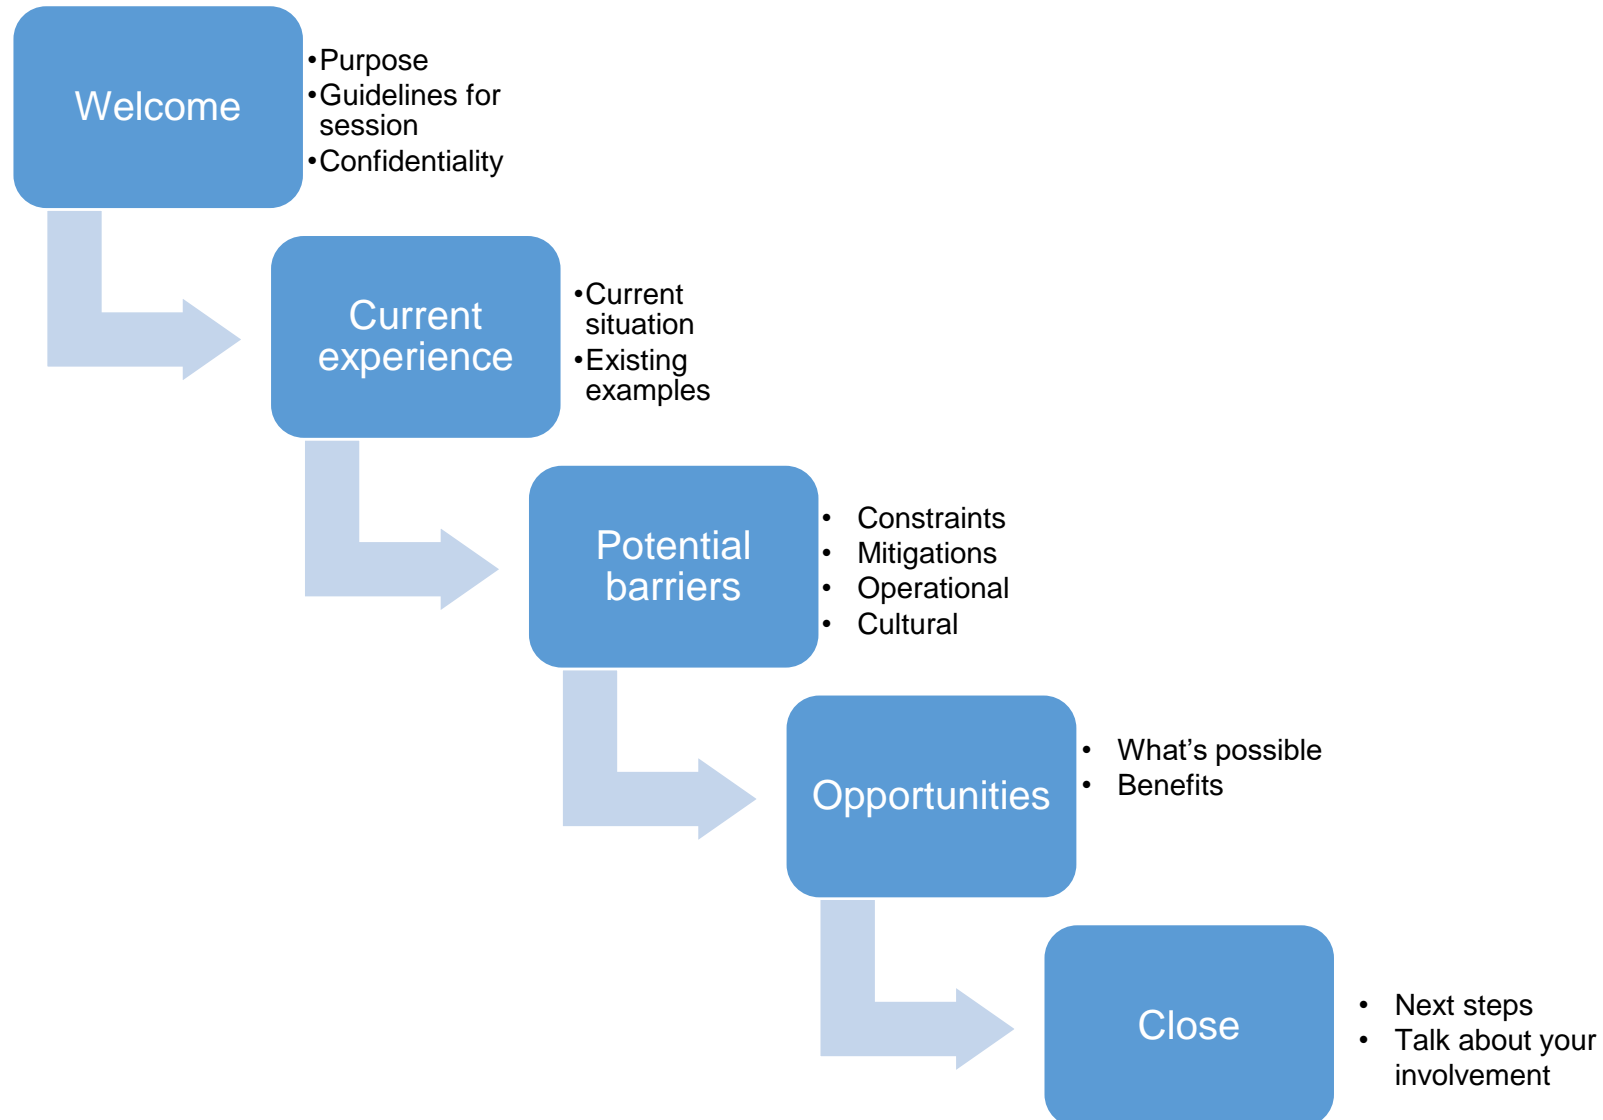 Welcome
•Purpose
•Guidelines for
session
•Confidentiality
Current
experience
•Current
situation
•Existing
examples
Potential
barriers
• Constraints
• Mitigations
• Operational
• Cultural
Opportunities
• What’s possible
• Benefits
Close
• Next steps
• Talk about your
involvement